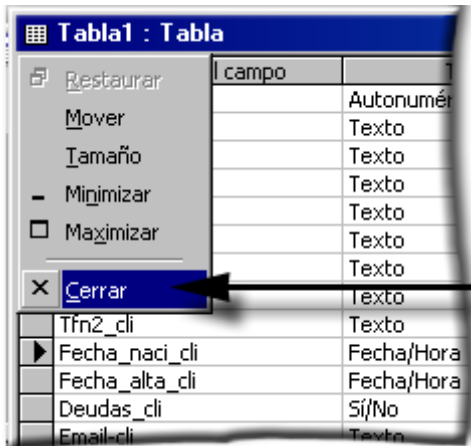 Tabla1 : Tabla
Restaurar
Mover
Tamaño
Minimizar
Maximizar
Cerrar
l campo
Autonumér
Texto
Texto
Texto
Texto
Texto
Texto
Texto
Tfn2_cli Texto
Fecha_naci_cli Fecha/Hora
Fecha_alta_cli Fecha/Hora
Deudas_cli Sí/No
Email-cli Texto